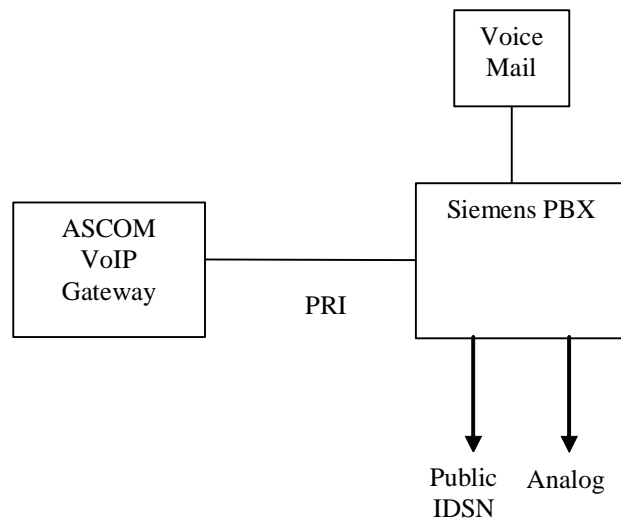 Voice
Mail
Siemens PBX
ASCOM
VoIP
Gateway
PRI
Public
IDSN
Analog